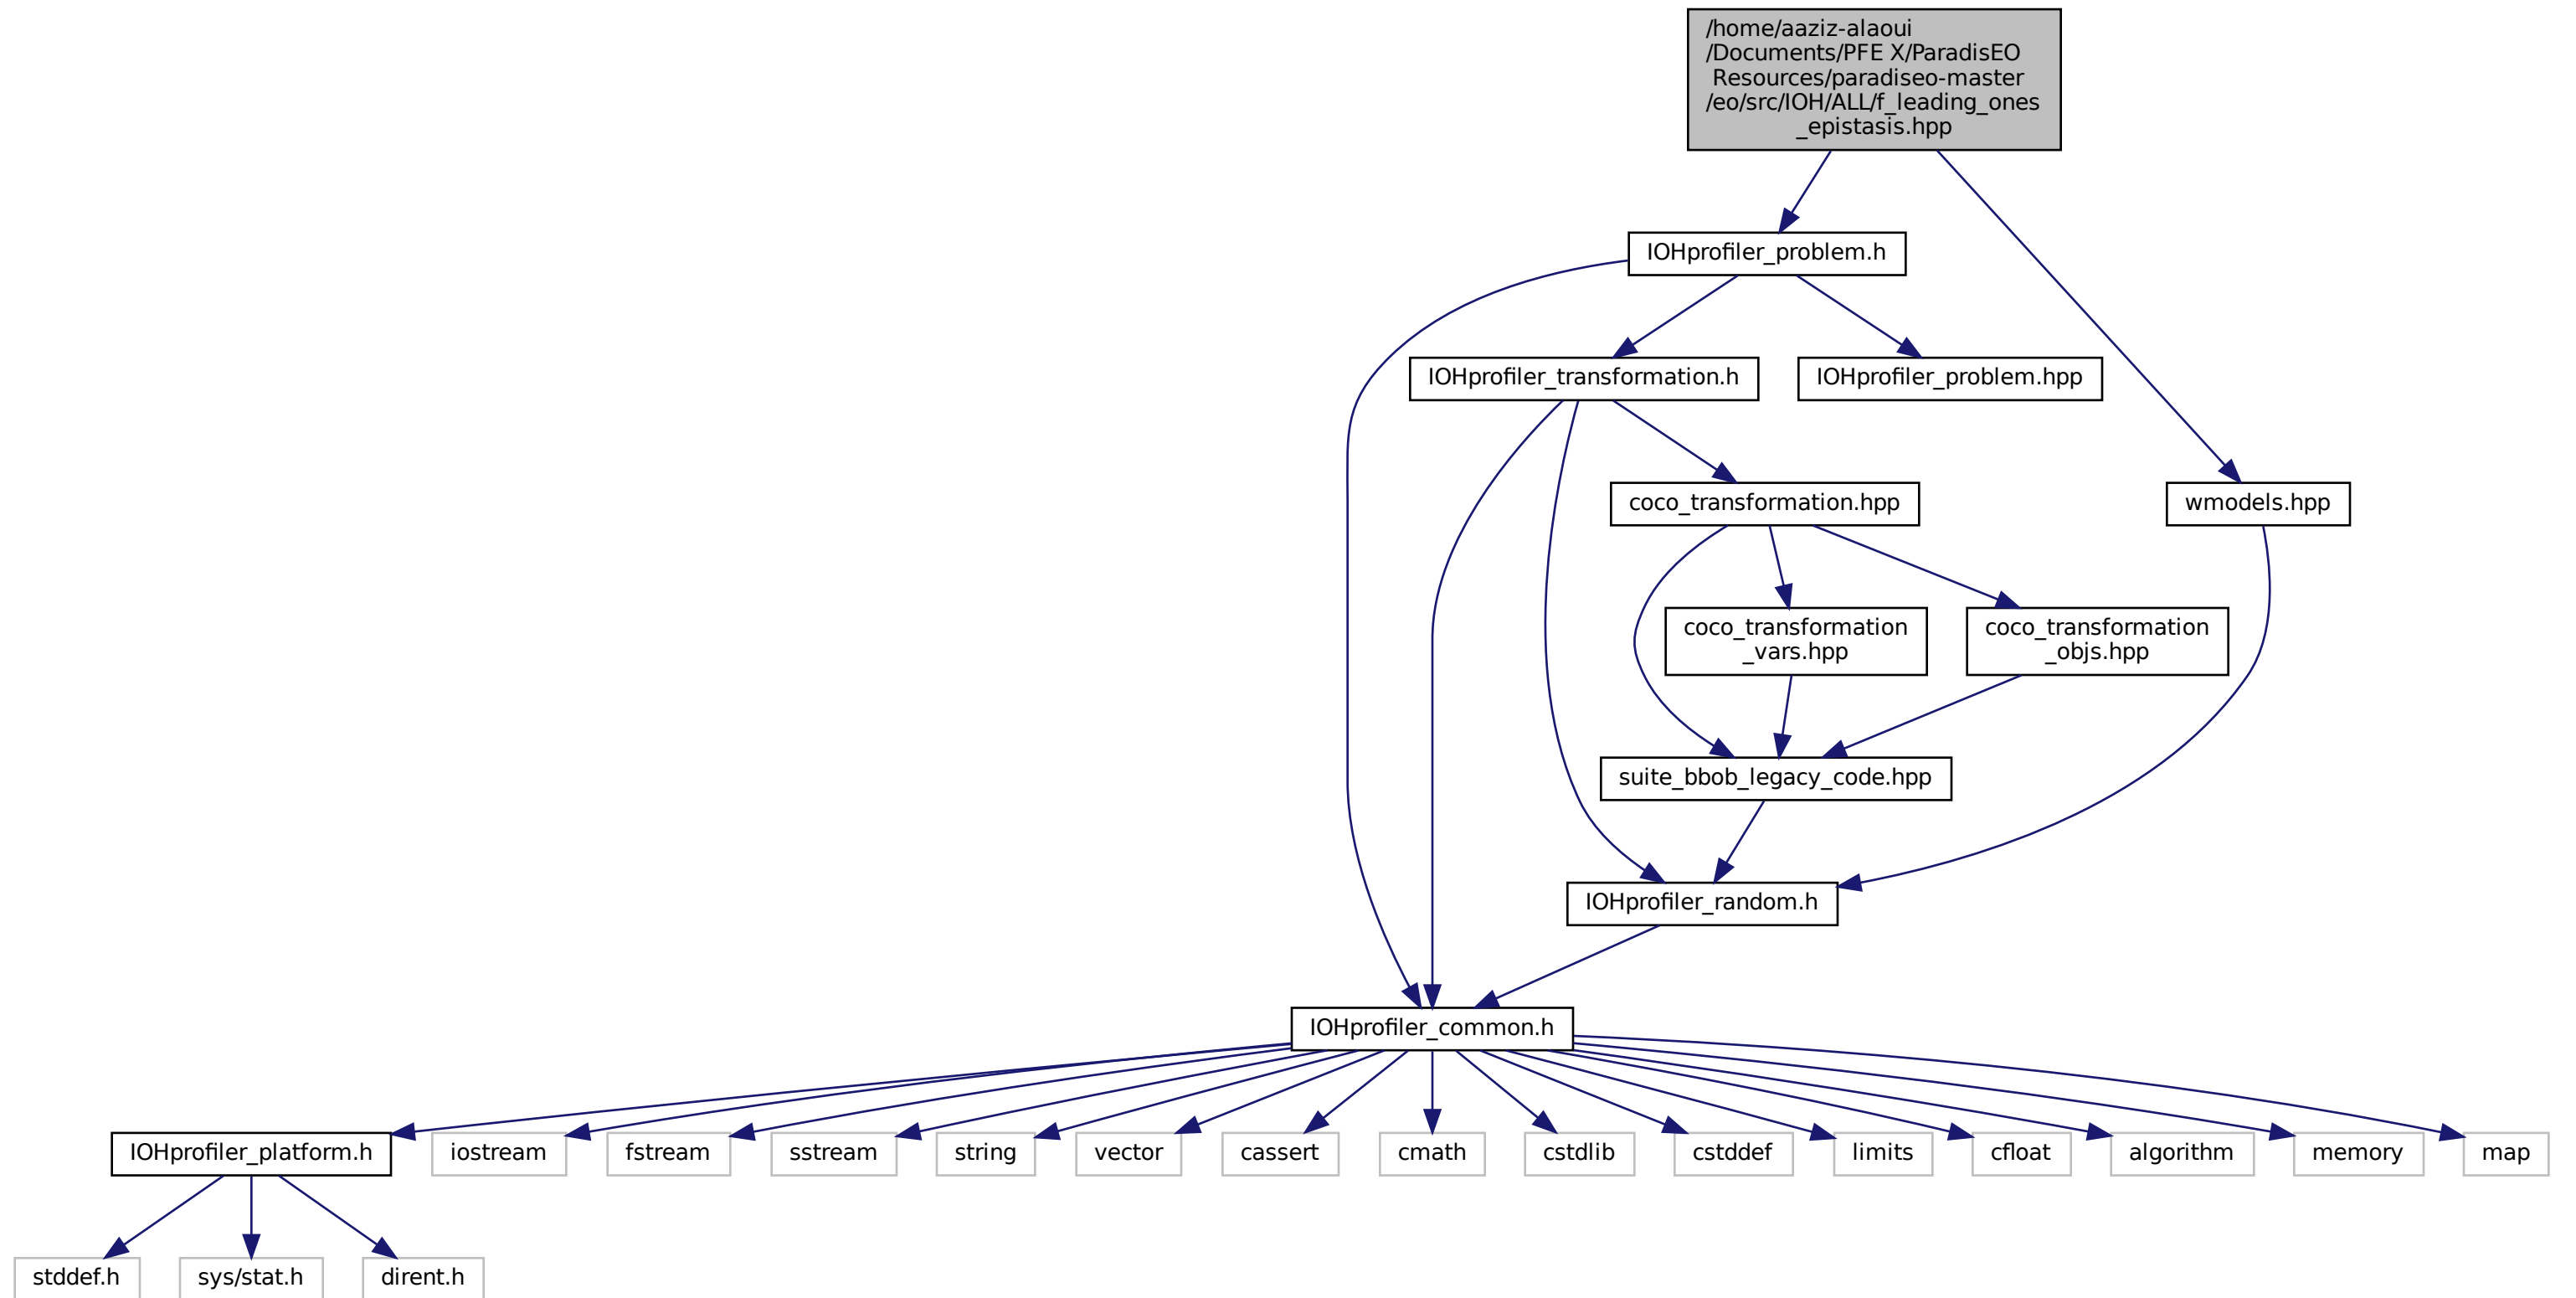 /home/aaziz-alaoui
/Documents/PFE X/ParadisEO
Resources/paradiseo-master
/eo/src/IOH/ALL/f_leading_ones
_epistasis.hpp
IOHprofiler_problem.h
IOHprofiler_transformation.h
IOHprofiler_problem.hpp
coco_transformation.hpp
wmodels.hpp
coco_transformation
_vars.hpp
coco_transformation
_objs.hpp
suite_bbob_legacy_code.hpp
IOHprofiler_random.h
IOHprofiler_common.h
IOHprofiler_platform.h
iostream
fstream
sstream
string
vector
cassert
cmath
cstdlib
cstddef
limits
cfloat
algorithm
memory
map
stddef.h
sys/stat.h
dirent.h